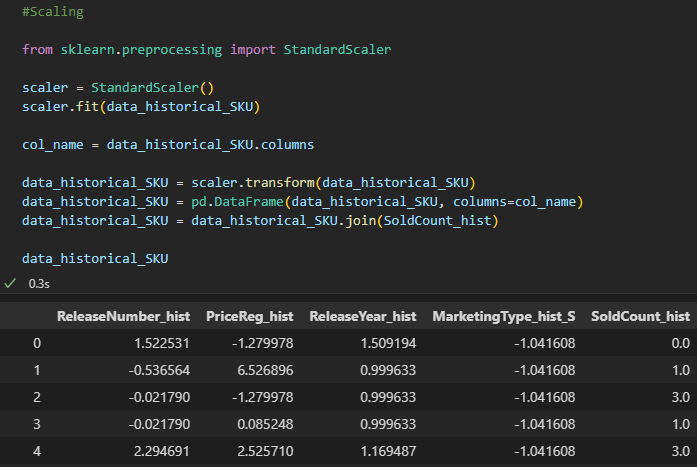 #Scaling
from sklearn.preprocessing import StandardScaler
scaler = StandardScaler()
scaler.fit(data_historical_SKU)
col_name = data_historical_SKU.columns
data_historical_SKU = scaler.transform(data_historical_SKU)
data_historical_SKU = pd.DataFrame(data_historical_SKU, columns=col_name)
data_historical_SKU = data_historical_SKU.join(SoldCount_hist)
data_historical_SKU
0.3s
ReleaseNumber_hist PriceReg_hist ReleaseYear_hist MarketingType_hist_S SoldCount_hist
0 1.522531 -1.279978 1.509194 -1.041608 0.0
1 -0.536564 6.526896 0.999633 -1.041608 1.0
2 -0.021790 -1.279978 0.999633 -1.041608 3.0
3 -0.021790 0.085248 0.999633 -1.041608 1.0
4 2.294691 2.525710 1.169487 -1.041608 3.0